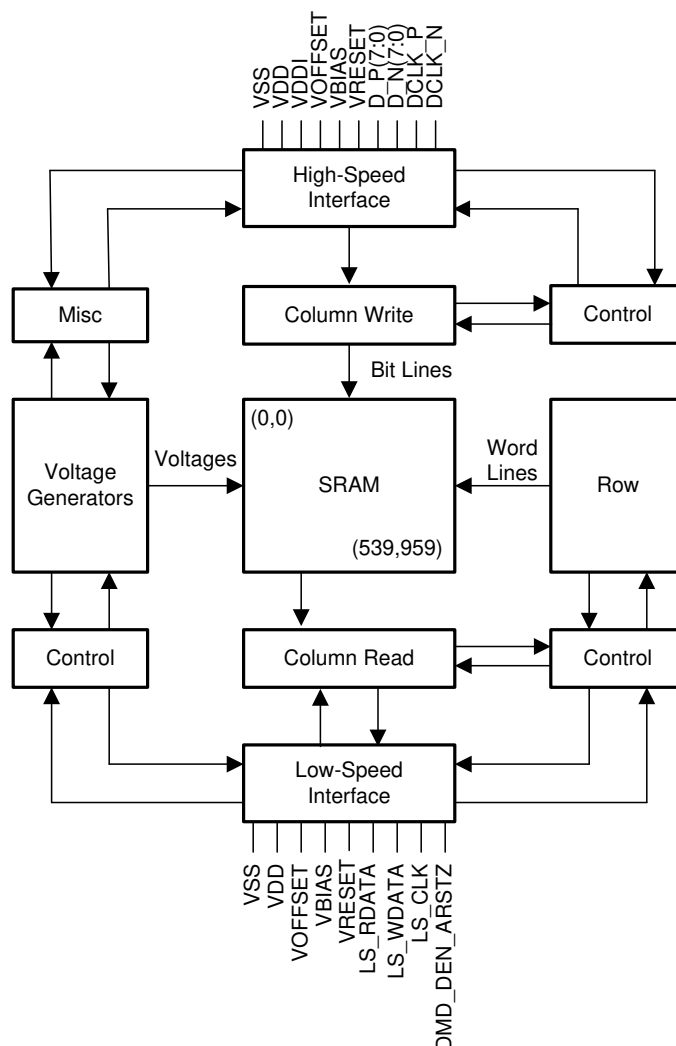 VSS
VDD
VDDI
VOFFSET
VBIAS
VRESET
D_P(7:0)
D_N(7:0)
DCLK_P
DCLK_N
High-Speed
Interface
Misc
Column Write
Control
Bit Lines
(0,0)
Voltage
Generators
Voltages
SRAM
Word
Lines
Row
(539,959)
Control
Column Read
Control
Low-Speed
Interface
VSS
VDD
VOFFSET
VBIAS
VRESET
LS_RDATA
LS_WDATA
LS_CLK
DMD_DEN_ARSTZ